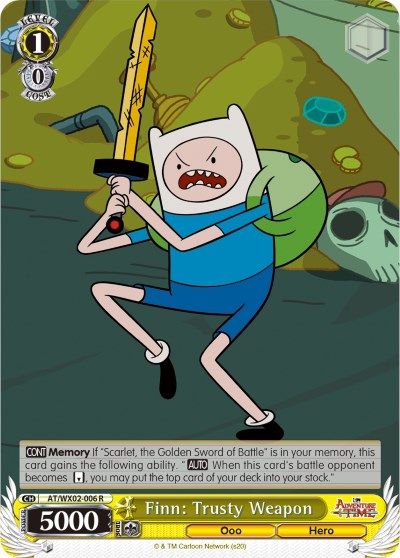 LEVEL
1
0
COST
CONT Memory If "Scarlet, the Golden Sword of Battle" is in your memory, this
card gains the following ability. " AUTO When this card's battle opponent
becomes [ ], you may put the top card of your deck into your stock."
CH AT/WX02-006 R
Finn: Trusty Weapon
POWER 5000
SOUL
Ooo Hero
ADVENTURE TIME
© & TM Cartoon Network (s20)